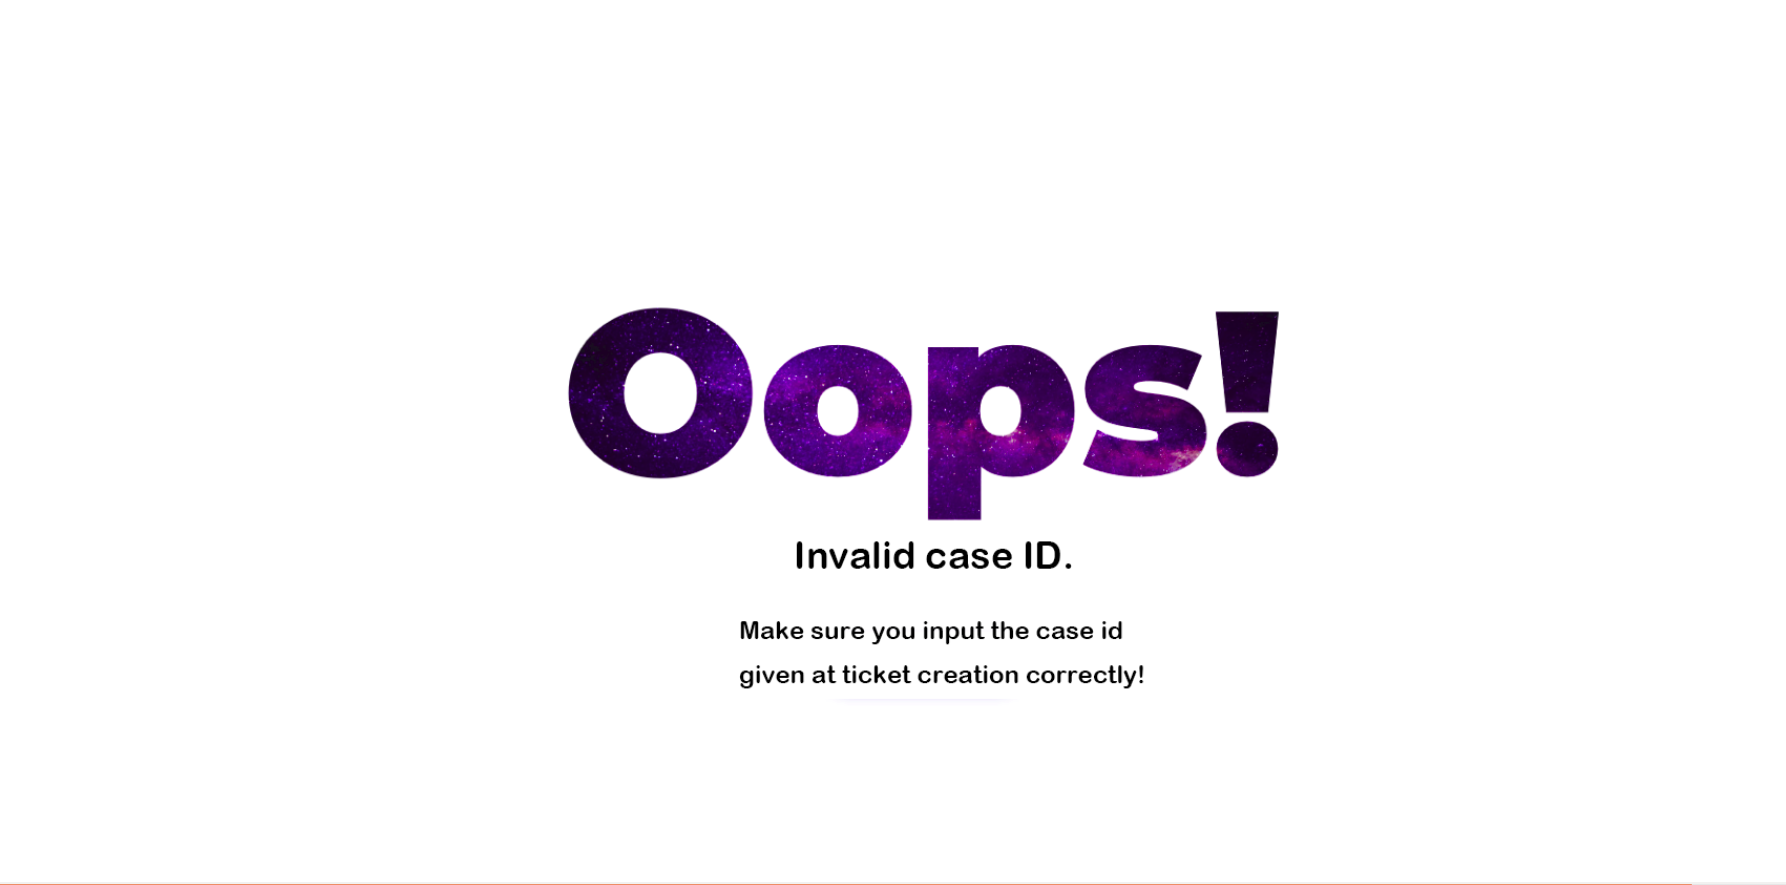 Oops!
Invalid case ID.
Make sure you input the case id
given at ticket creation correctly!